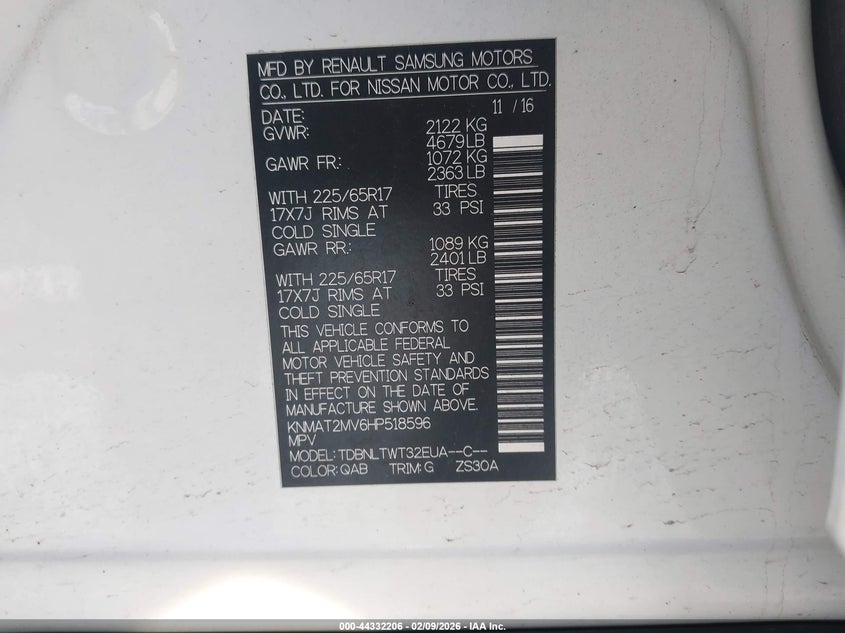 MFD BY RENAULT SAMSUNG MOTORS
CO., LTD. FOR NISSAN MOTOR CO., LTD.
DATE: 11 / 16
GVWR: 2122 KG
4679 LB
GAWR FR.: 1072 KG
2363 LB
WITH 225/65R17 TIRES
17X7J RIMS AT 33 PSI
COLD SINGLE
GAWR RR.: 1089 KG
2401 LB
WITH 225/65R17 TIRES
17X7J RIMS AT 33 PSI
COLD SINGLE
THIS VEHICLE CONFORMS TO
ALL APPLICABLE FEDERAL
MOTOR VEHICLE SAFETY AND
THEFT PREVENTION STANDARDS
IN EFFECT ON THE DATE OF
MANUFACTURE SHOWN ABOVE.
KNMAT2MV6HP518596
MPV
MODEL: TDBNLTWT32EUA--C--
COLOR: QAB TRIM: G ZS30A
000-44332206 - 02/09/2026 - IAA Inc.